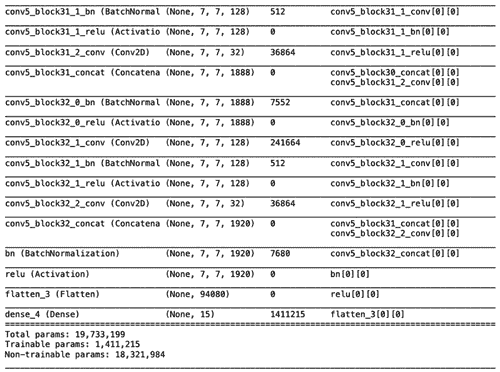 conv5_block31_1_bn (BatchNormal (None, 7, 7, 128) 512 conv5_block31_1_conv[0][0]
conv5_block31_1_relu (Activatio (None, 7, 7, 128) 0 conv5_block31_1_bn[0][0]
conv5_block31_2_conv (Conv2D) (None, 7, 7, 32) 36864 conv5_block31_1_relu[0][0]
conv5_block31_concat (Concatena (None, 7, 7, 1888) 0 conv5_block30_concat[0][0]
conv5_block31_2_conv[0][0]
conv5_block32_0_bn (BatchNormal (None, 7, 7, 1888) 7552 conv5_block31_concat[0][0]
conv5_block32_0_relu (Activatio (None, 7, 7, 1888) 0 conv5_block32_0_bn[0][0]
conv5_block32_1_conv (Conv2D) (None, 7, 7, 128) 241664 conv5_block32_0_relu[0][0]
conv5_block32_1_bn (BatchNormal (None, 7, 7, 128) 512 conv5_block32_1_conv[0][0]
conv5_block32_1_relu (Activatio (None, 7, 7, 128) 0 conv5_block32_1_bn[0][0]
conv5_block32_2_conv (Conv2D) (None, 7, 7, 32) 36864 conv5_block32_1_relu[0][0]
conv5_block32_concat (Concatena (None, 7, 7, 1920) 0 conv5_block31_concat[0][0]
conv5_block32_2_conv[0][0]
bn (BatchNormalization) (None, 7, 7, 1920) 7680 conv5_block32_concat[0][0]
relu (Activation) (None, 7, 7, 1920) 0 bn[0][0]
flatten_3 (Flatten) (None, 94080) 0 relu[0][0]
dense_4 (Dense) (None, 15) 1411215 flatten_3[0][0]
Total params: 19,733,199
Trainable params: 1,411,215
Non-trainable params: 18,321,984